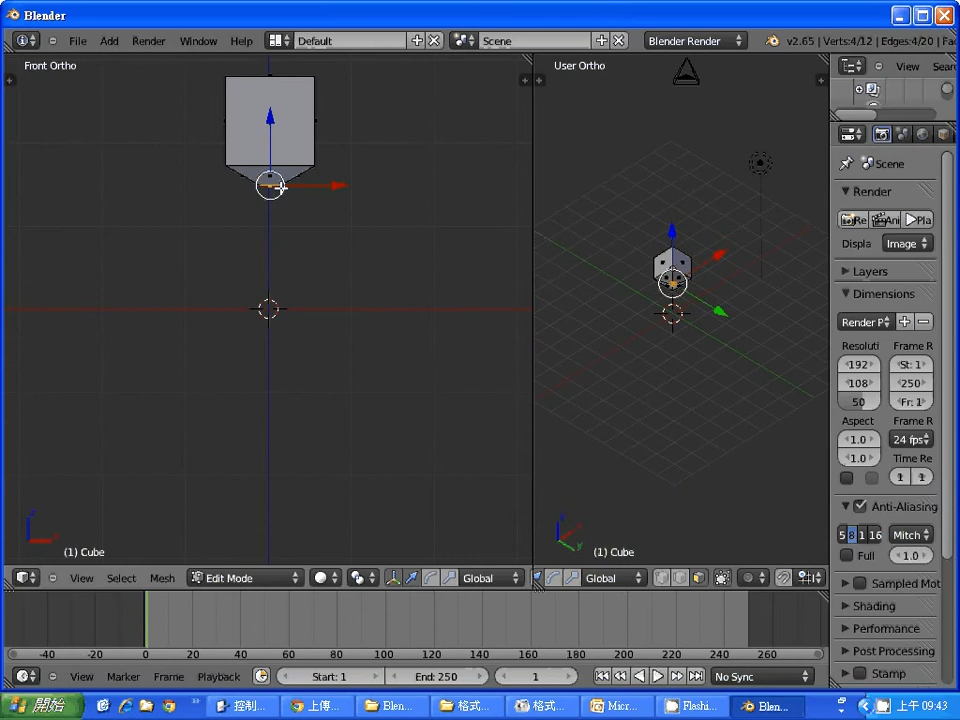 Blender
File Add Render Window Help Default Scene Blender Render v2.65 | Verts:4/12 | Edges:4/20 | Fac
Front Ortho
User Ortho
View Sear
Scene
Render
Re Ani Pla
Displa Image
Layers
Dimensions
Render P
Resoluti Frame R
192 St: 1
108 250
50 Fr: 1
Aspect Frame R
1.0 24 fps
1.0 Time Re
1 1
Anti-Aliasing
5 8 1 16 Mitch
Full 1.0
Sampled Mot
Shading
Performance
Post Processing
Stamp
z x
z x y
(1) Cube
(1) Cube
View Select Mesh Edit Mode Global Global
-40 -20 0 20 40 60 80 100 120 140 160 180 200 220 240 260
View Marker Frame Playback Start: 1 End: 250 1 No Sync
開始 控制... 上傳... Blen... 格式... 格式... Micr... Flashi... Blen... 上午 09:43